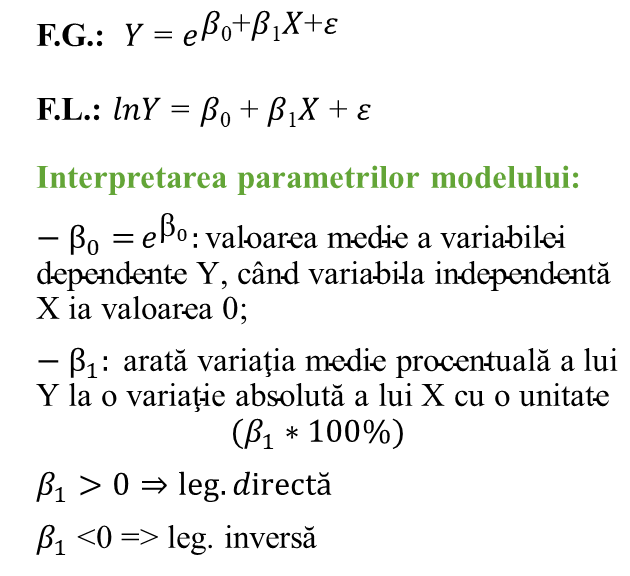 F.G.: Y = e^{β₀+β₁X+ε}
F.L.: lnY = β₀ + β₁X + ε
Interpretarea parametrilor modelului:
− β₀ = e^{β₀}: valoarea medie a variabilei
dependente Y, când variabila independentă
X ia valoarea 0;
− β₁: arată variaţia medie procentuală a lui
Y la o variaţie absolută a lui X cu o unitate
(β₁ ∗ 100%)
β₁ > 0 ⇒ leg. directă
β₁ <0 => leg. inversă